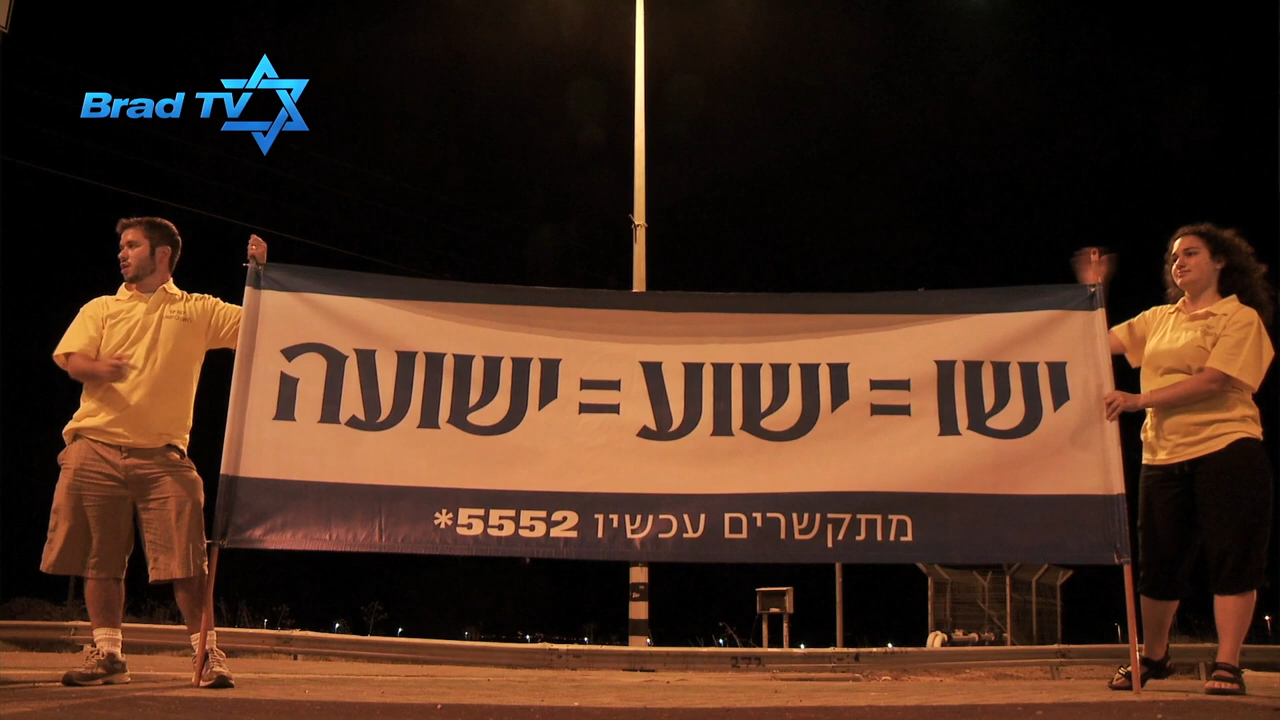 Brad TV
ישו = ישוע = ישועה
מתקשרים עכשיו 5552*